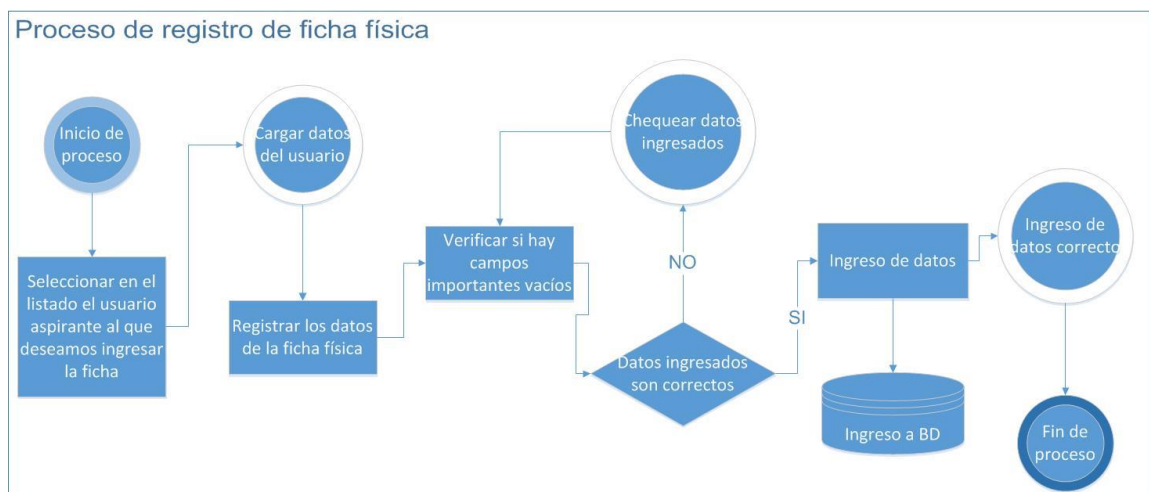 Proceso de registro de ficha física
Inicio de
proceso
Seleccionar en el
listado el usuario
aspirante al que
deseamos ingresar
la ficha
Cargar datos
del usuario
Registrar los datos
de la ficha física
Verificar si hay
campos
importantes vacíos
Chequear datos
ingresados
NO
Datos ingresados
son correctos
SI
Ingreso de datos
Ingreso a BD
Ingreso de
datos correcto
Fin de
proceso